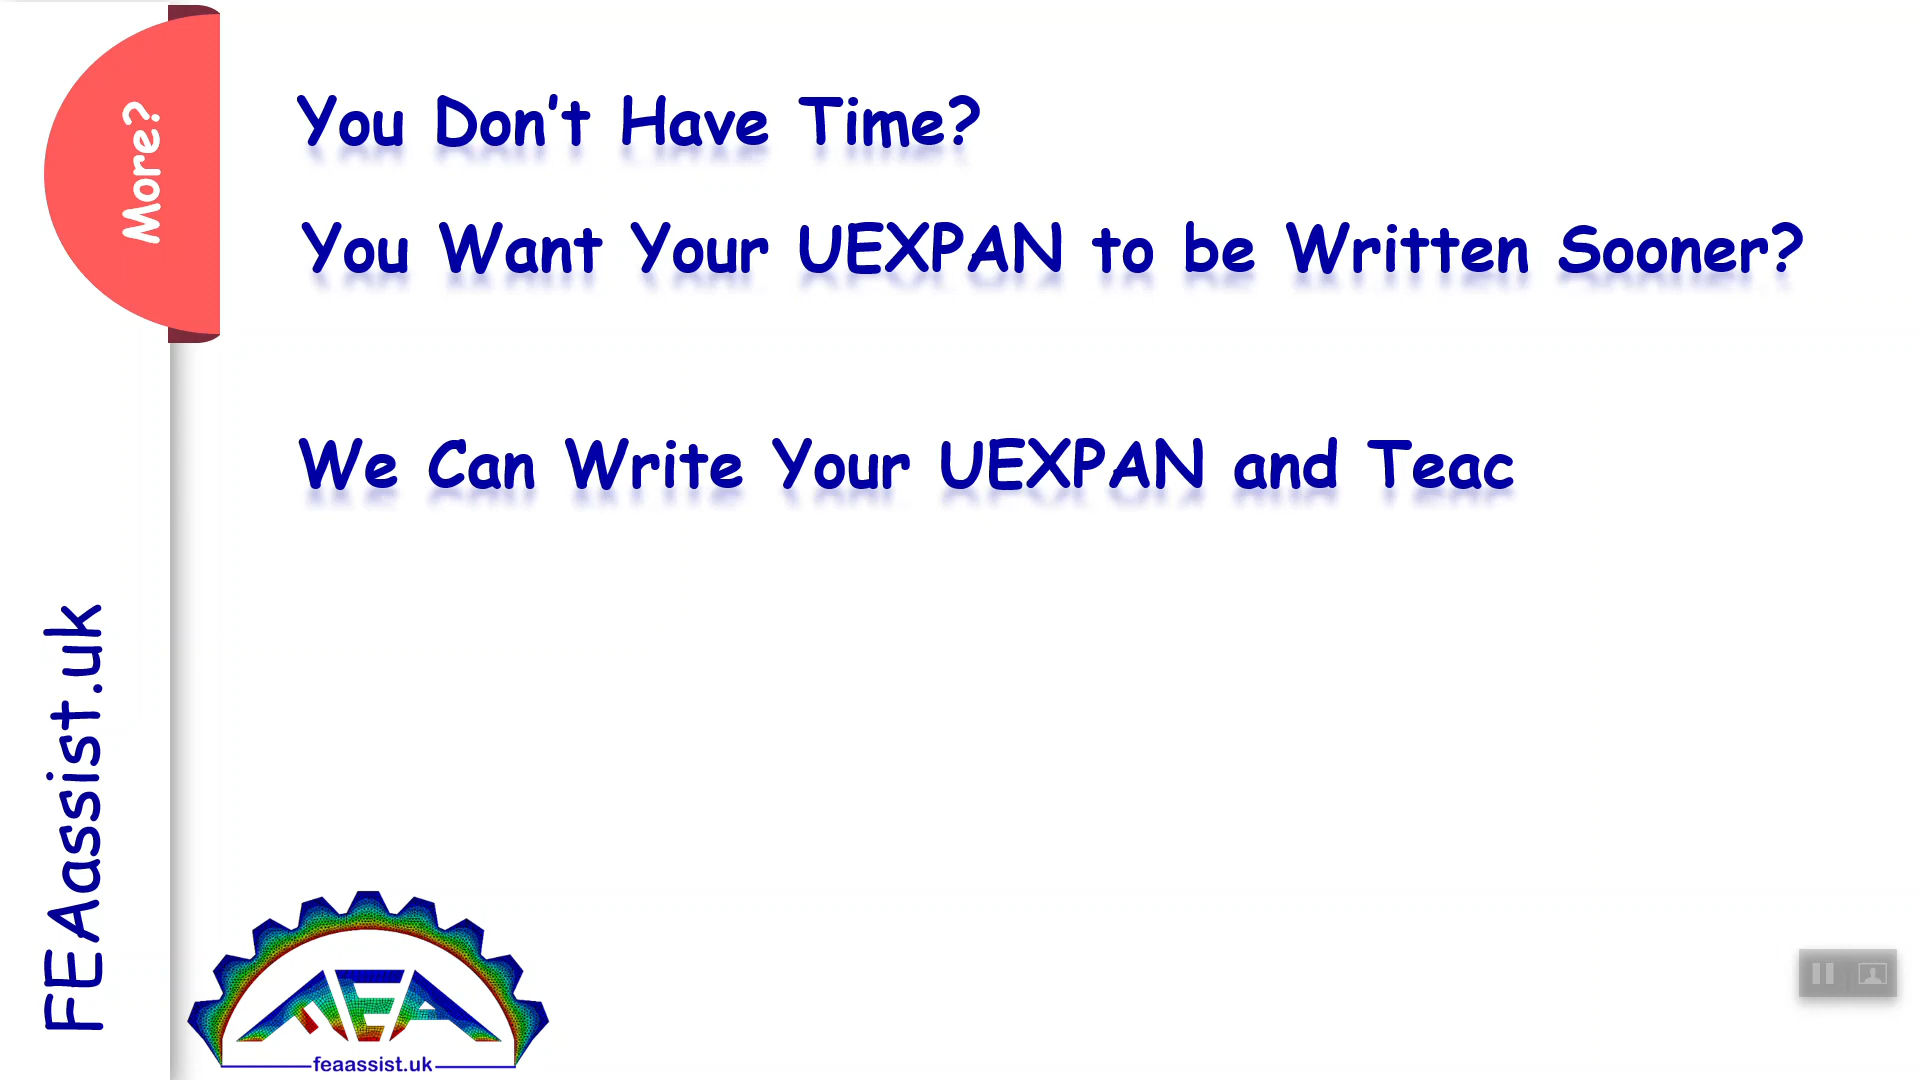 More?
You Don't Have Time?
You Want Your UEXPAN to be Written Sooner?
We Can Write Your UEXPAN and Teac
FEAassist.uk
FEA
feaassist.uk